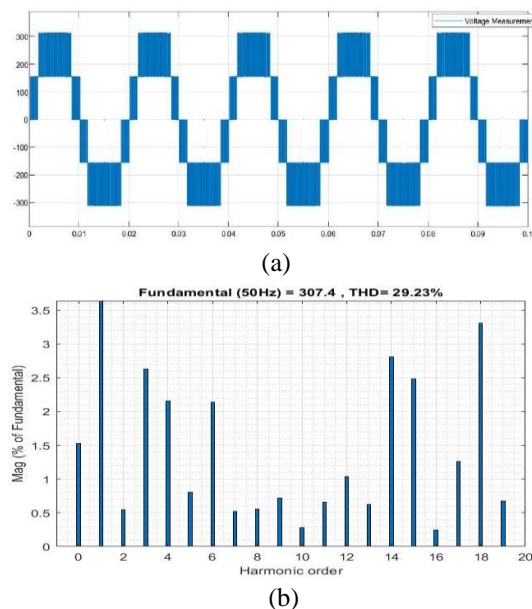 Voltage Measurement
300
200
100
0
-100
-200
-300
0 0.01 0.02 0.03 0.04 0.05 0.06 0.07 0.08 0.09 0.1
(a)
Fundamental (50Hz) = 307.4 , THD= 29.23%
Mag (% of Fundamental)
3.5
3
2.5
2
1.5
1
0.5
0
0 2 4 6 8 10 12 14 16 18 20
Harmonic order
(b)